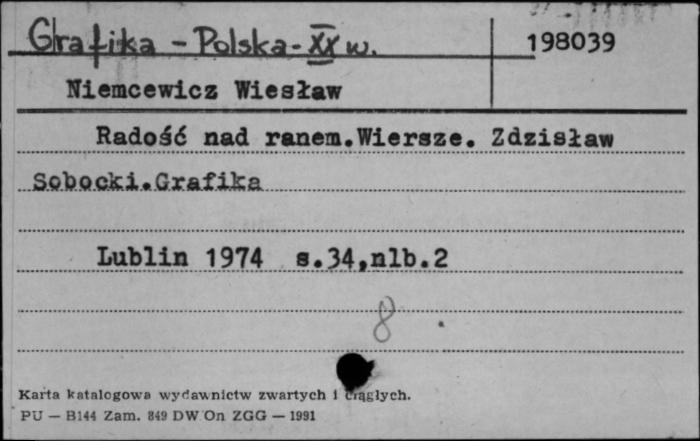 Grafika - Polska - XX w.
198039
Niemcewicz Wiesław
Radość nad ranem.Wiersze. Zdzisław
Sobocki.Grafika
Lublin 1974 s.34,nlb.2
8
Karta katalogowa wydawnictw zwartych i ciągłych.
PU — B144 Zam. 849 DW On ZGG — 1991